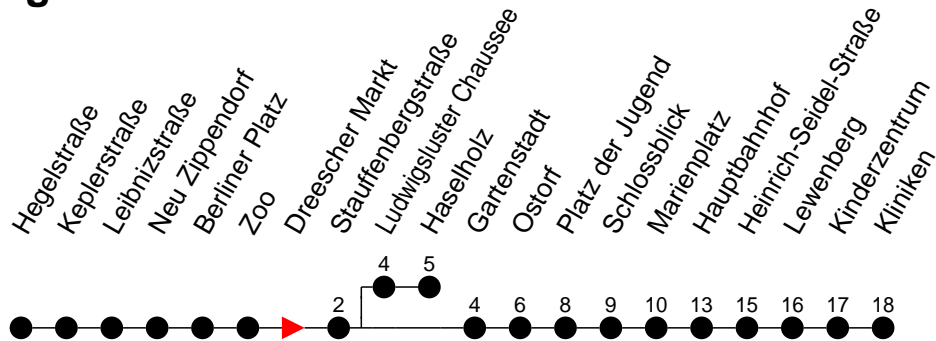 Hegelstraße
Keplerstraße
Leibnizstraße
Neu Zippendorf
Berliner Platz
Zoo
Dreescher Markt
Stauffenbergstraße
Ludwigsluster Chaussee
Haselholz
Gartenstadt
Ostorf
Platz der Jugend
Schlossblick
Marienplatz
Hauptbahnhof
Heinrich-Seidel-Straße
Lewenberg
Kinderzentrum
Kliniken
4 5
2 4 6 8 9 10 13 15 16 17 18